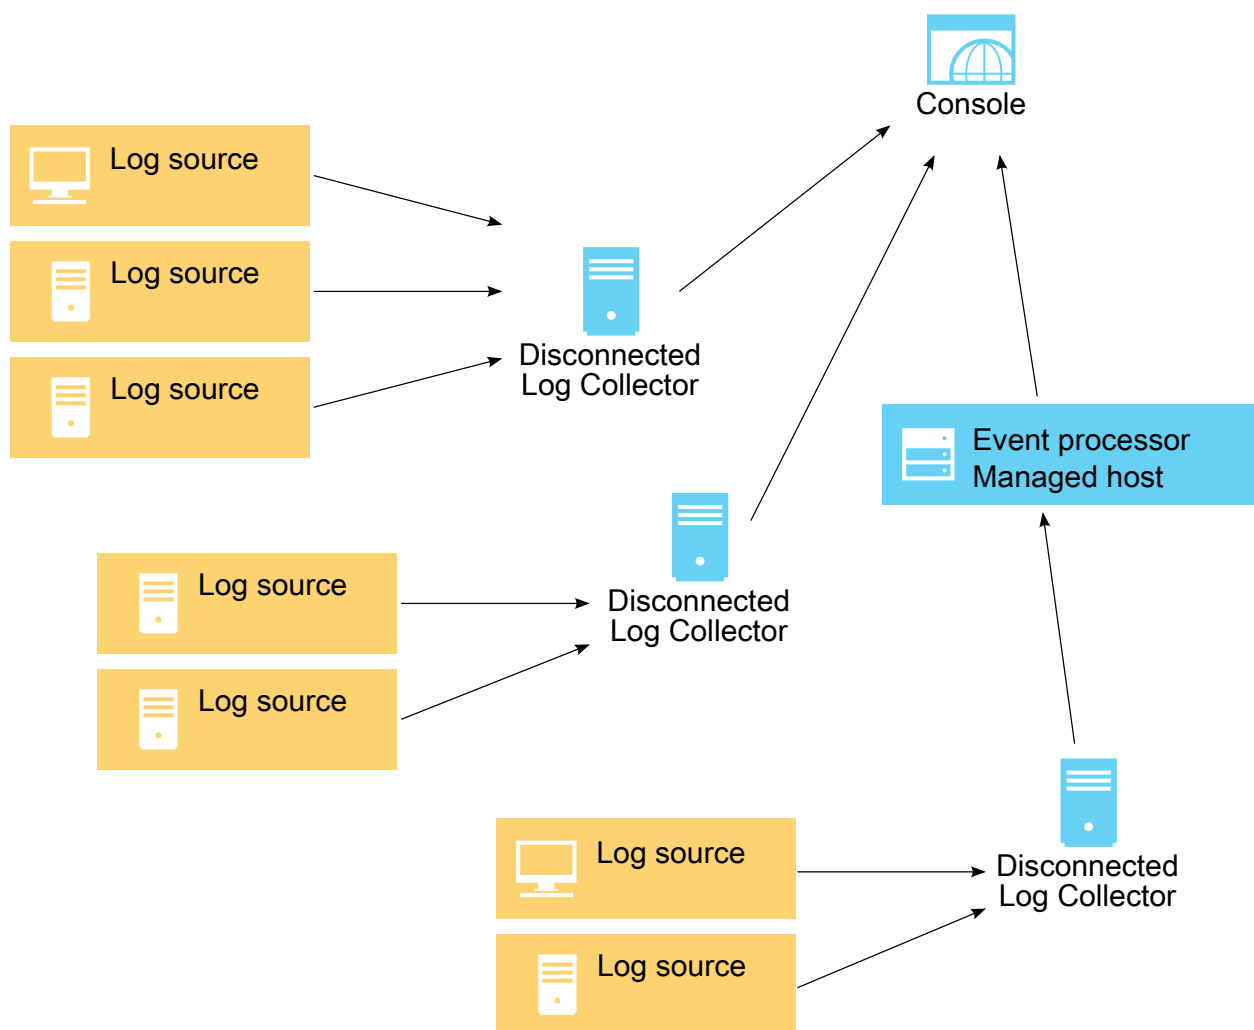 Console
Log source
Log source
Log source
Disconnected
Log Collector
Event processor
Managed host
Log source
Log source
Disconnected
Log Collector
Log source
Log source
Disconnected
Log Collector